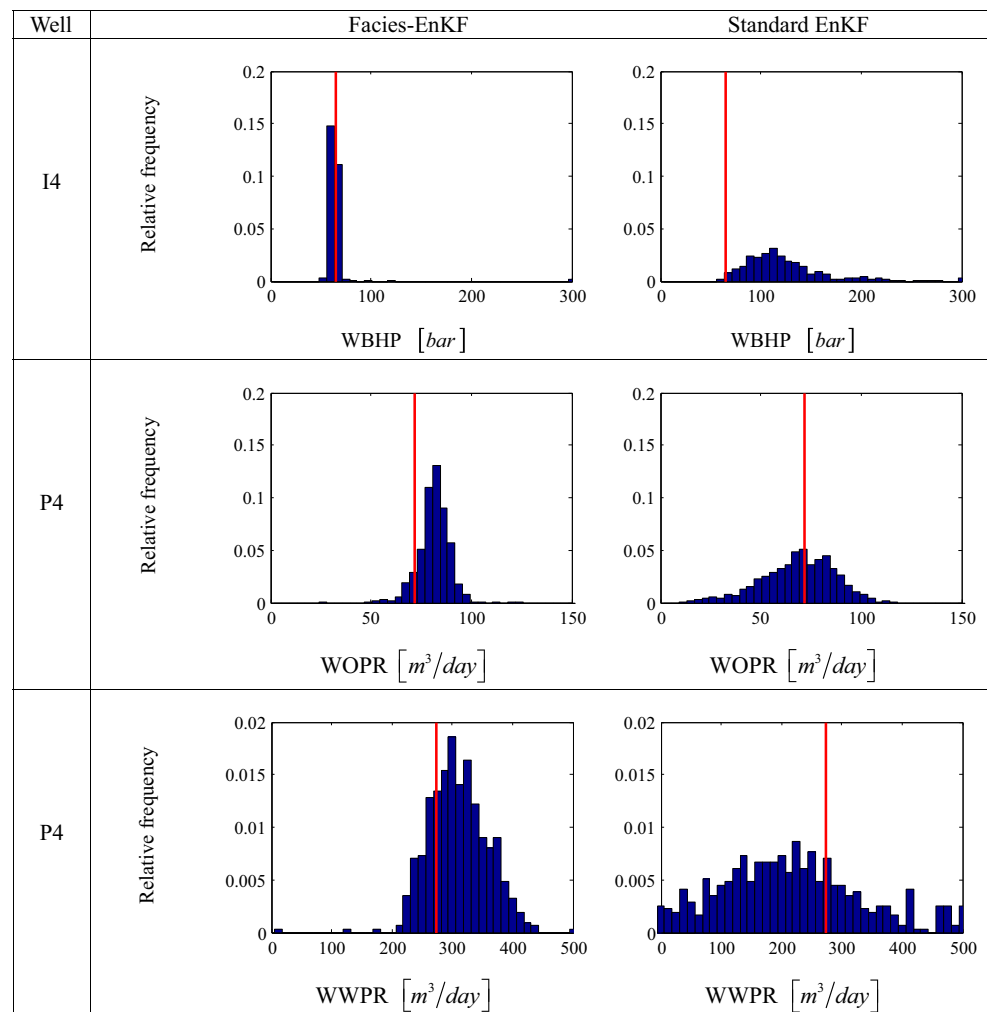 Well Facies-EnKF Standard EnKF
I4
Relative frequency
0.2
0.15
0.1
0.05
0
0 100 200 300
WBHP [bar]
0.2
0.15
0.1
0.05
0
0 100 200 300
WBHP [bar]
P4
Relative frequency
0.2
0.15
0.1
0.05
0
0 50 100 150
WOPR [m³/day]
0.2
0.15
0.1
0.05
0
0 50 100 150
WOPR [m³/day]
P4
Relative frequency
0.02
0.015
0.01
0.005
0
0 100 200 300 400 500
WWPR [m³/day]
0.02
0.015
0.01
0.005
0
0 100 200 300 400 500
WWPR [m³/day]